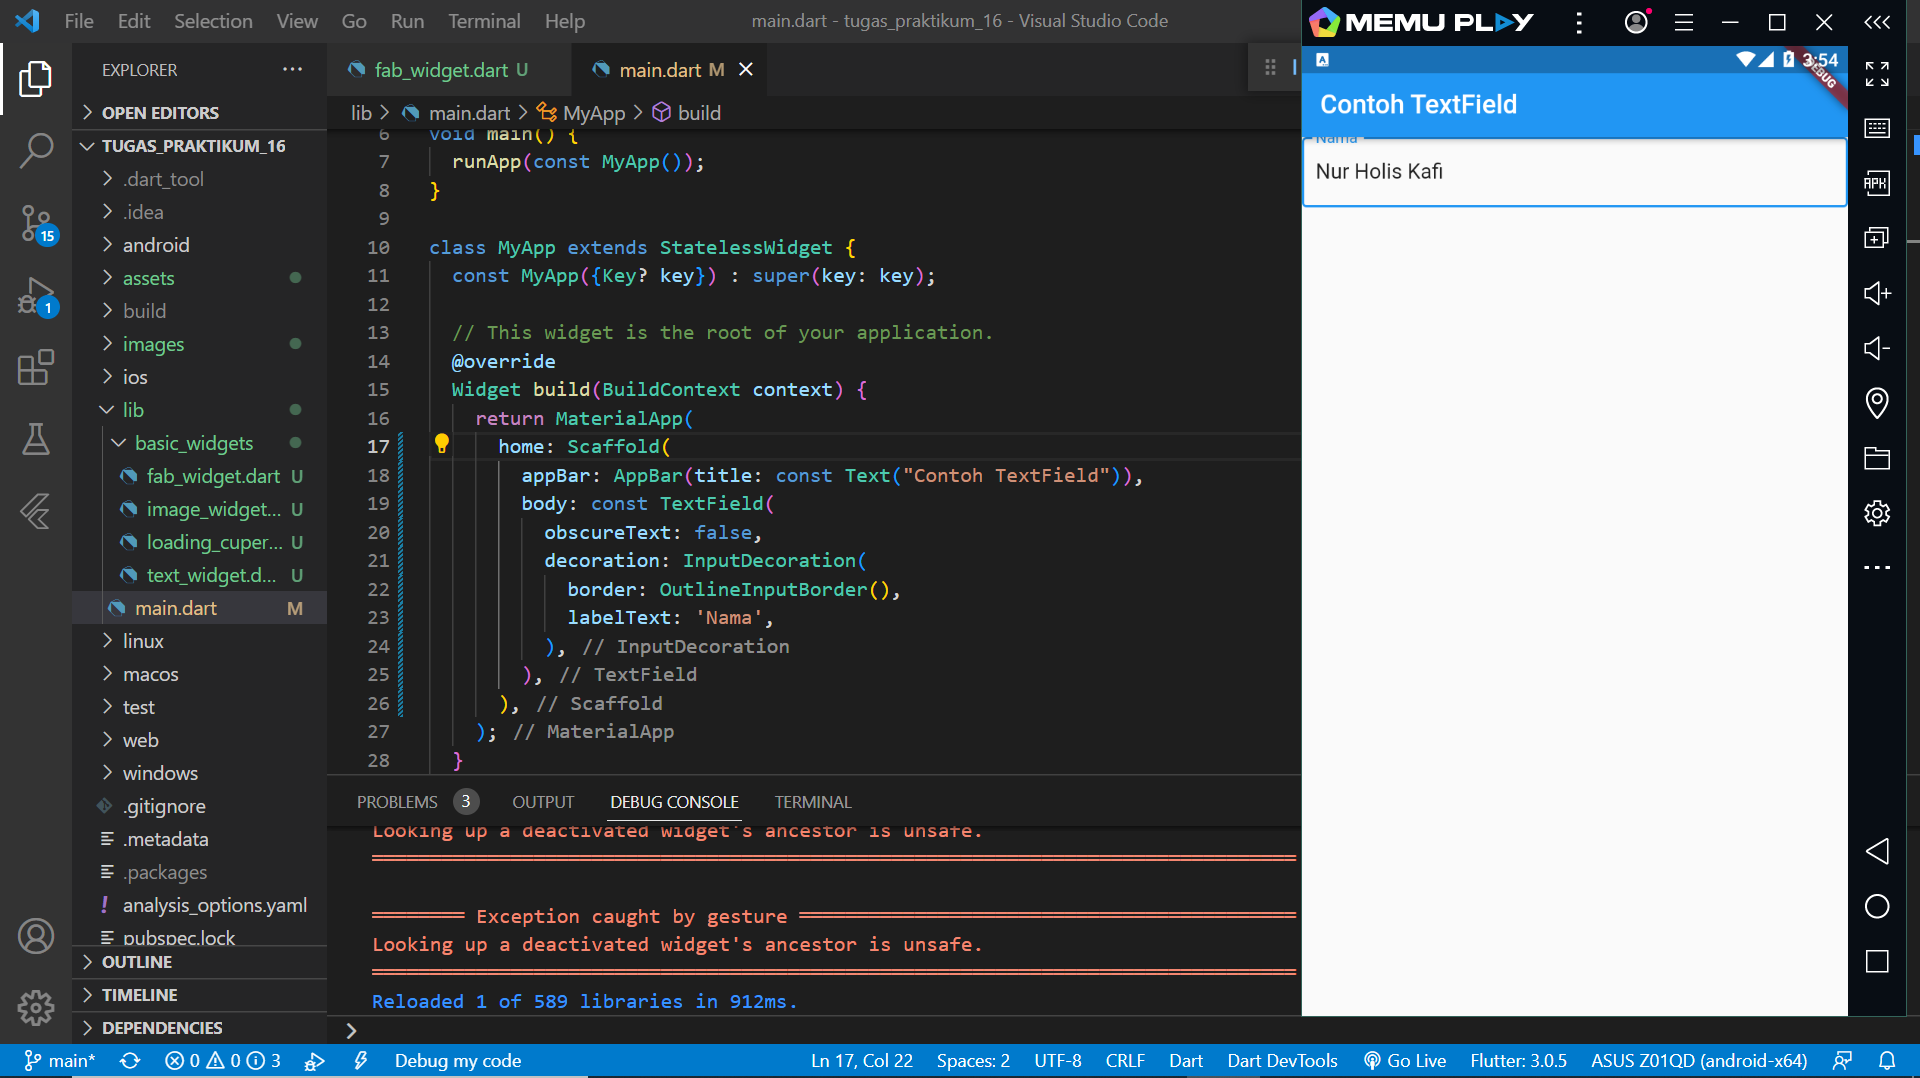 File Edit Selection View Go Run Terminal Help
main.dart - tugas_praktikum_16 - Visual Studio Code
EXPLORER
OPEN EDITORS
TUGAS_PRAKTIKUM_16
.dart_tool
.idea
android
assets
build
images
ios
lib
basic_widgets
fab_widget.dart U
image_widget... U
loading_cuper... U
text_widget.d... U
main.dart M
linux
macos
test
web
windows
.gitignore
.metadata
.packages
analysis_options.yaml
pubspec.lock
OUTLINE
TIMELINE
DEPENDENCIES
15
1
fab_widget.dart U
main.dart M
lib > main.dart > MyApp > build
6 void main() {
7 runApp(const MyApp());
8 }
9
10 class MyApp extends StatelessWidget {
11 const MyApp({Key? key}) : super(key: key);
12
13 // This widget is the root of your application.
14 @override
15 Widget build(BuildContext context) {
16 return MaterialApp(
17 home: Scaffold(
18 appBar: AppBar(title: const Text("Contoh TextField")),
19 body: const TextField(
20 obscureText: false,
21 decoration: InputDecoration(
22 border: OutlineInputBorder(),
23 labelText: 'Nama',
24 ), // InputDecoration
25 ), // TextField
26 ), // Scaffold
27 ); // MaterialApp
28 }
PROBLEMS 3 OUTPUT DEBUG CONSOLE TERMINAL
Looking up a deactivated widget's ancestor is unsafe.
════════ Exception caught by gesture ════════
Looking up a deactivated widget's ancestor is unsafe.
Reloaded 1 of 589 libraries in 912ms.
MEMU PLAY
A
3:54
DEBUG
Contoh TextField
Nama
Nur Holis Kafi
APK
main* 0 0 3 Debug my code
Ln 17, Col 22 Spaces: 2 UTF-8 CRLF Dart Dart DevTools Go Live Flutter: 3.0.5 ASUS Z01QD (android-x64)